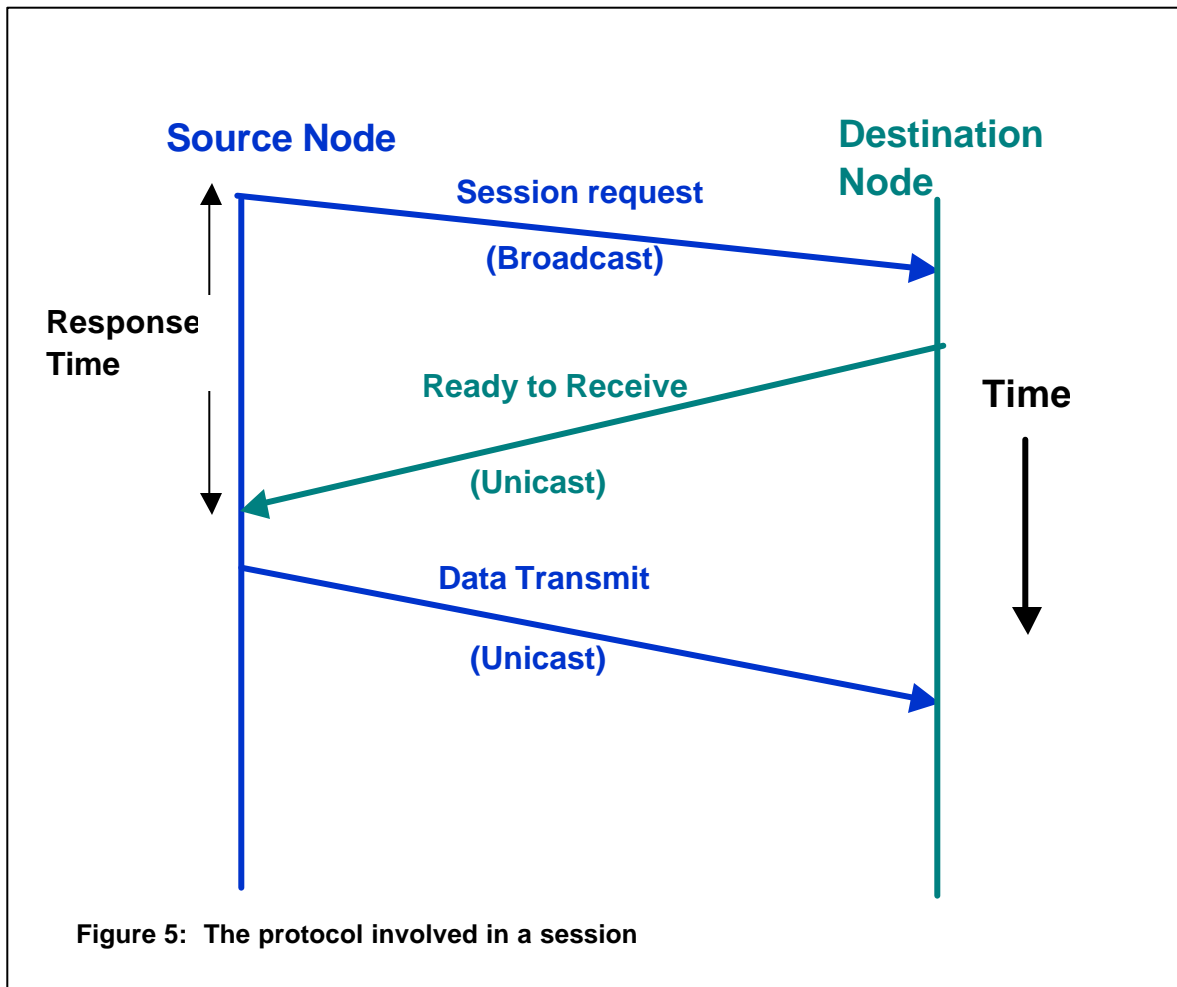 Source Node
Destination
Node
Session request
(Broadcast)
Response
Time
Ready to Receive
Time
(Unicast)
Data Transmit
(Unicast)
Figure 5: The protocol involved in a session